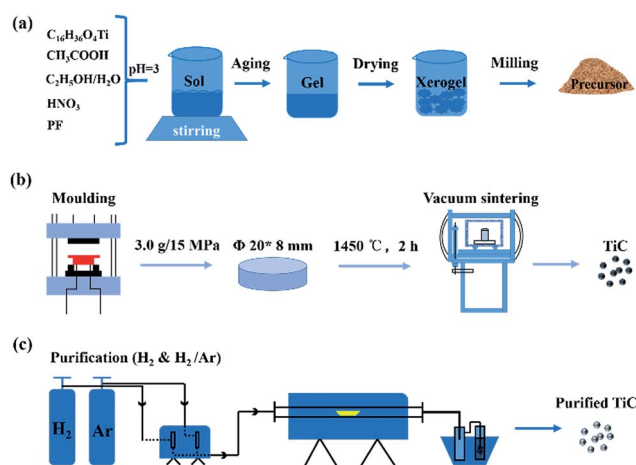 (a)
C₁₆H₃₆O₄Ti
CH₃COOH
C₂H₅OH/H₂O
HNO₃
PF
pH=3
Sol
stirring
Aging
Gel
Drying
Xerogel
Milling
Precursor
(b)
Moulding
3.0 g/15 MPa
Φ 20* 8 mm
1450 ℃, 2 h
Vacuum sintering
TiC
(c)
Purification (H₂ & H₂/Ar)
H₂
Ar
Purified TiC